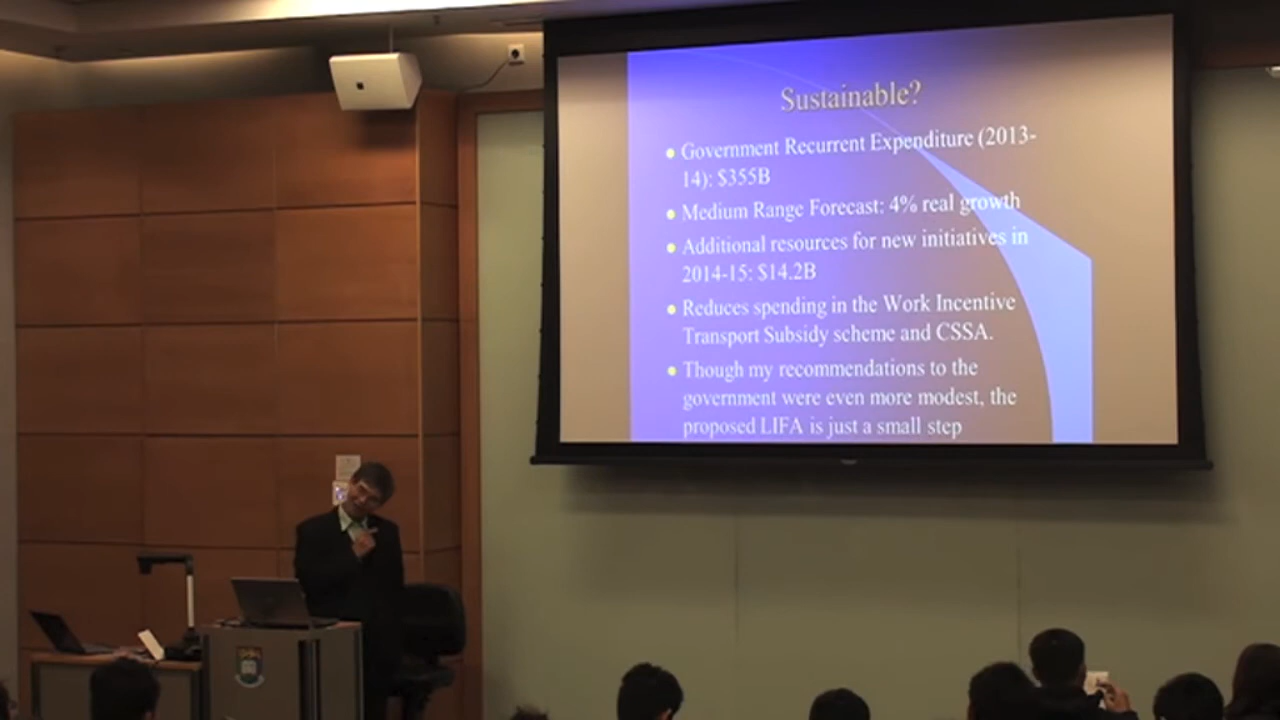 Sustainable?
Government Recurrent Expenditure (2013-
14): $355B
Medium Range Forecast: 4% real growth
Additional resources for new initiatives in
2014-15: $14.2B
Reduces spending in the Work Incentive
Transport Subsidy scheme and CSSA.
Though my recommendations to the
government were even more modest, the
proposed LIFA is just a small step